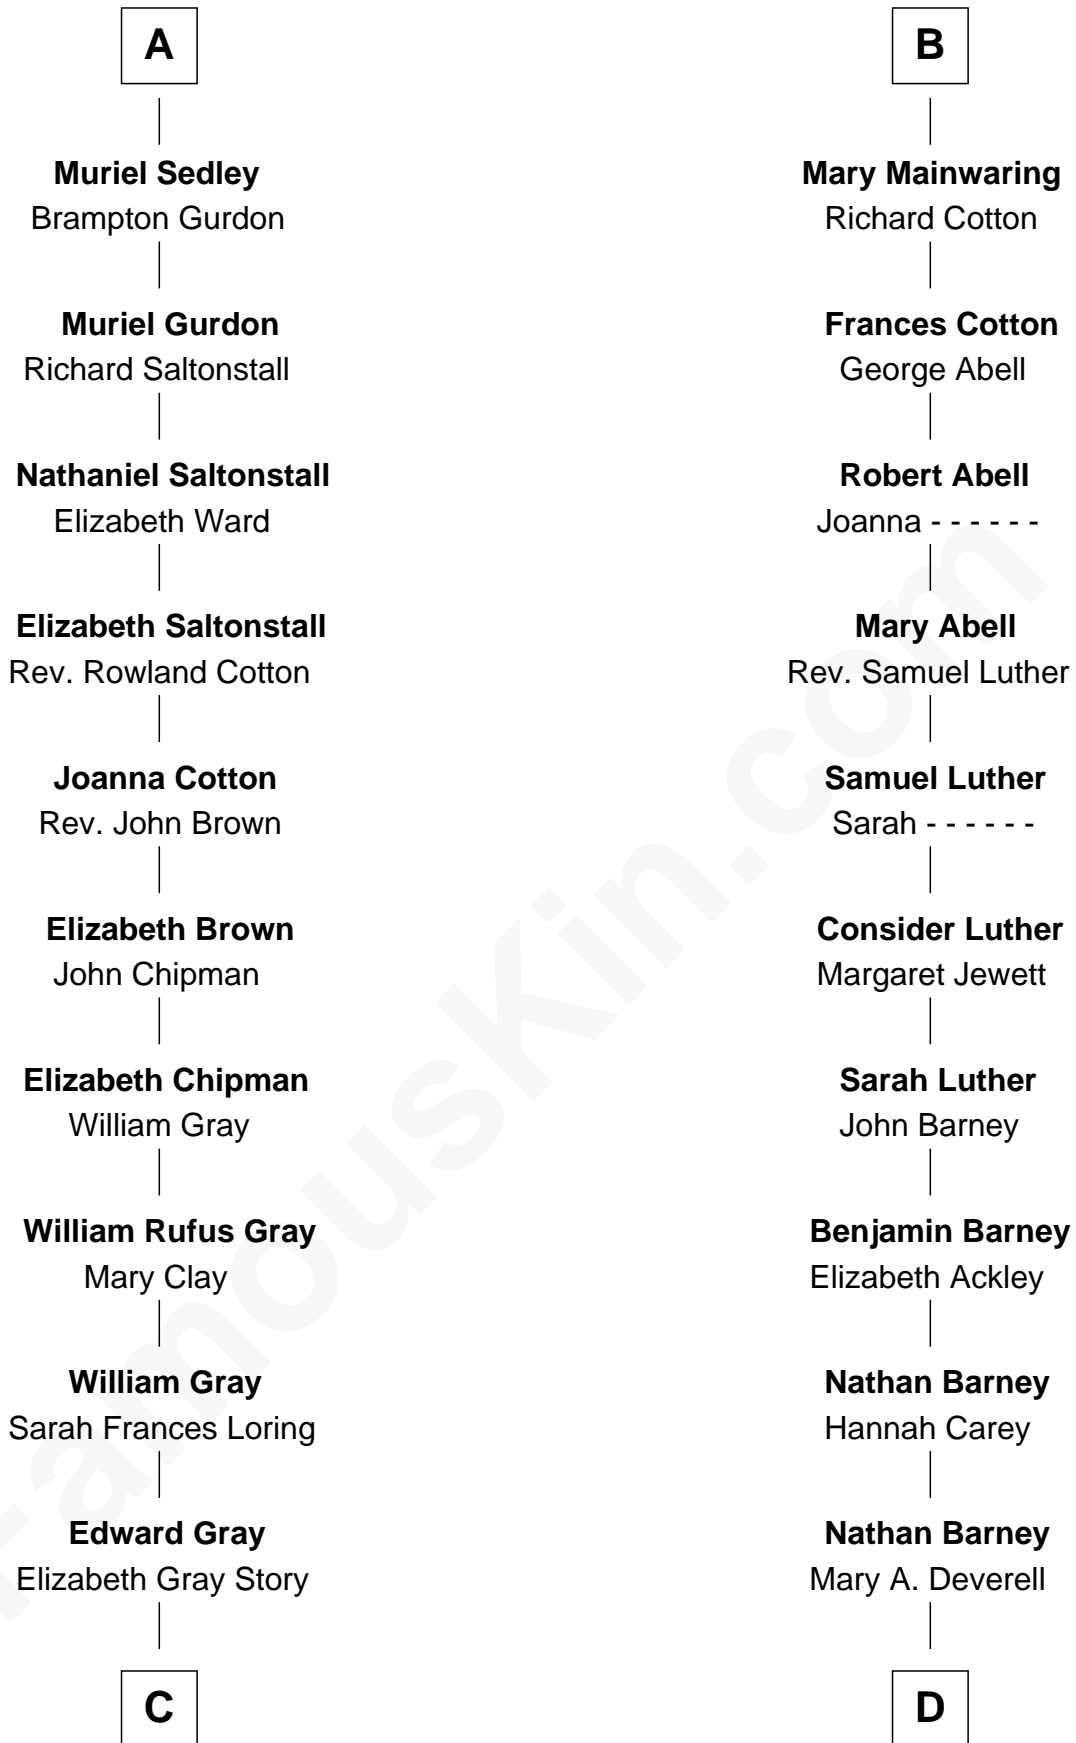 A
Muriel Sedley
Brampton Gurdon
Muriel Gurdon
Richard Saltonstall
Nathaniel Saltonstall
Elizabeth Ward
Elizabeth Saltonstall
Rev. Rowland Cotton
Joanna Cotton
Rev. John Brown
Elizabeth Brown
John Chipman
Elizabeth Chipman
William Gray
William Rufus Gray
Mary Clay
William Gray
Sarah Frances Loring
Edward Gray
Elizabeth Gray Story
C
B
Mary Mainwaring
Richard Cotton
Frances Cotton
George Abell
Robert Abell
Joanna - - - - - -
Mary Abell
Rev. Samuel Luther
Samuel Luther
Sarah - - - - - -
Consider Luther
Margaret Jewett
Sarah Luther
John Barney
Benjamin Barney
Elizabeth Ackley
Nathan Barney
Hannah Carey
Nathan Barney
Mary A. Deverell
D
FamousKin.com